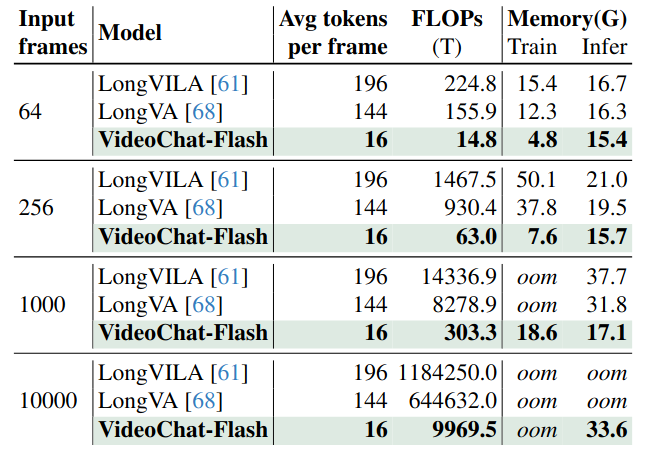 Input frames Model Avg tokens per frame FLOPs (T) Memory(G) Train Infer
LongVILA [61] 196 224.8 15.4 16.7
64 LongVA [68] 144 155.9 12.3 16.3
VideoChat-Flash 16 14.8 4.8 15.4
LongVILA [61] 196 1467.5 50.1 21.0
256 LongVA [68] 144 930.4 37.8 19.5
VideoChat-Flash 16 63.0 7.6 15.7
LongVILA [61] 196 14336.9 oom 37.7
1000 LongVA [68] 144 8278.9 oom 31.8
VideoChat-Flash 16 303.3 18.6 17.1
LongVILA [61] 196 1184250.0 oom oom
10000 LongVA [68] 144 644632.0 oom oom
VideoChat-Flash 16 9969.5 oom 33.6